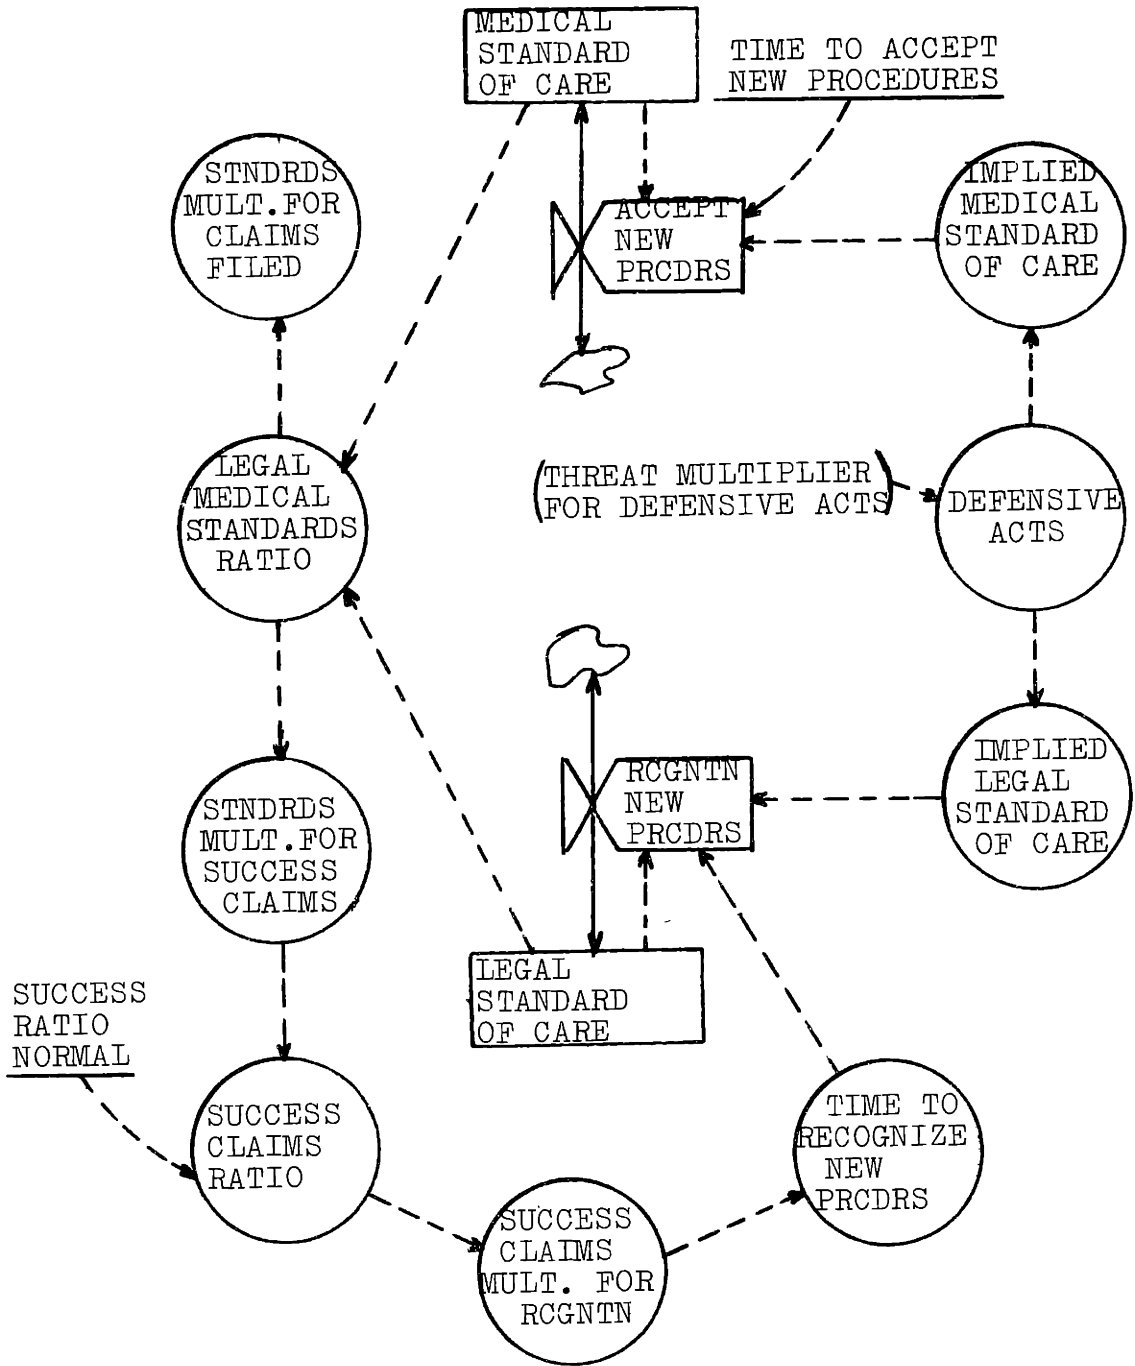 MEDICAL
STANDARD
OF CARE
TIME TO ACCEPT
NEW PROCEDURES
STNDRDS
MULT.FOR
CLAIMS
FILED
ACCEPT
NEW
PRCDRS
IMPLIED
MEDICAL
STANDARD
OF CARE
LEGAL
MEDICAL
STANDARDS
RATIO
(THREAT MULTIPLIER
FOR DEFENSIVE ACTS)
DEFENSIVE
ACTS
STNDRDS
MULT.FOR
SUCCESS
CLAIMS
RCGNTN
NEW
PRCDRS
IMPLIED
LEGAL
STANDARD
OF CARE
LEGAL
STANDARD
OF CARE
SUCCESS
RATIO
NORMAL
SUCCESS
CLAIMS
RATIO
SUCCESS
CLAIMS
MULT. FOR
RCGNTN
TIME TO
RECOGNIZE
NEW
PRCDRS